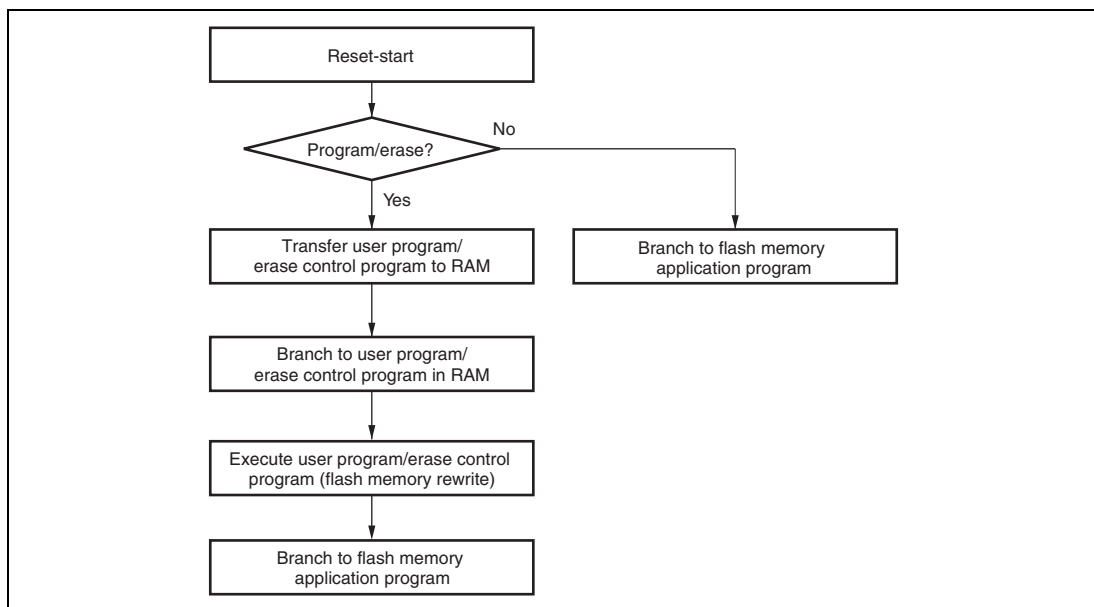 Reset-start
Program/erase?
No
Yes
Transfer user program/
erase control program to RAM
Branch to flash memory
application program
Branch to user program/
erase control program in RAM
Execute user program/erase control
program (flash memory rewrite)
Branch to flash memory
application program